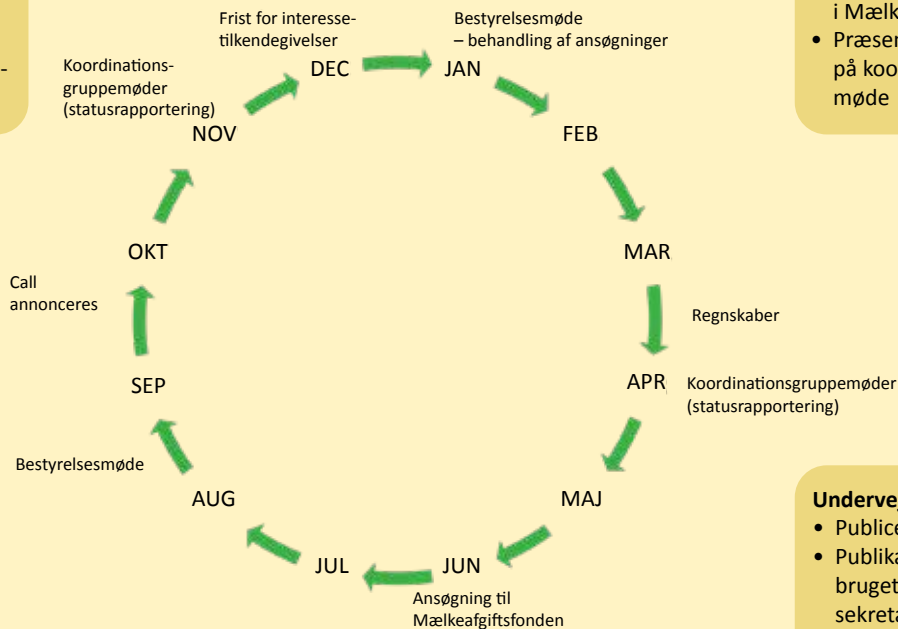 Frist for interesse-
tilkendegivelser
DEC
Bestyrelsesmøde
– behandling af ansøgninger
JAN
FEB
MAR
Regnskaber
APR
Koordinationsgruppemøder
(statusrapportering)
MAJ
JUN
Ansøgning til
Mælkeafgiftsfonden
JUL
AUG
Bestyrelsesmøde
SEP
Call
annonceres
OKT
Koordinations-
gruppemøder
(statusrapportering)
NOV
-
i Mælk
• Præsen
på koo
møde
Underve
• Public
• Publika
bruget
sekreta